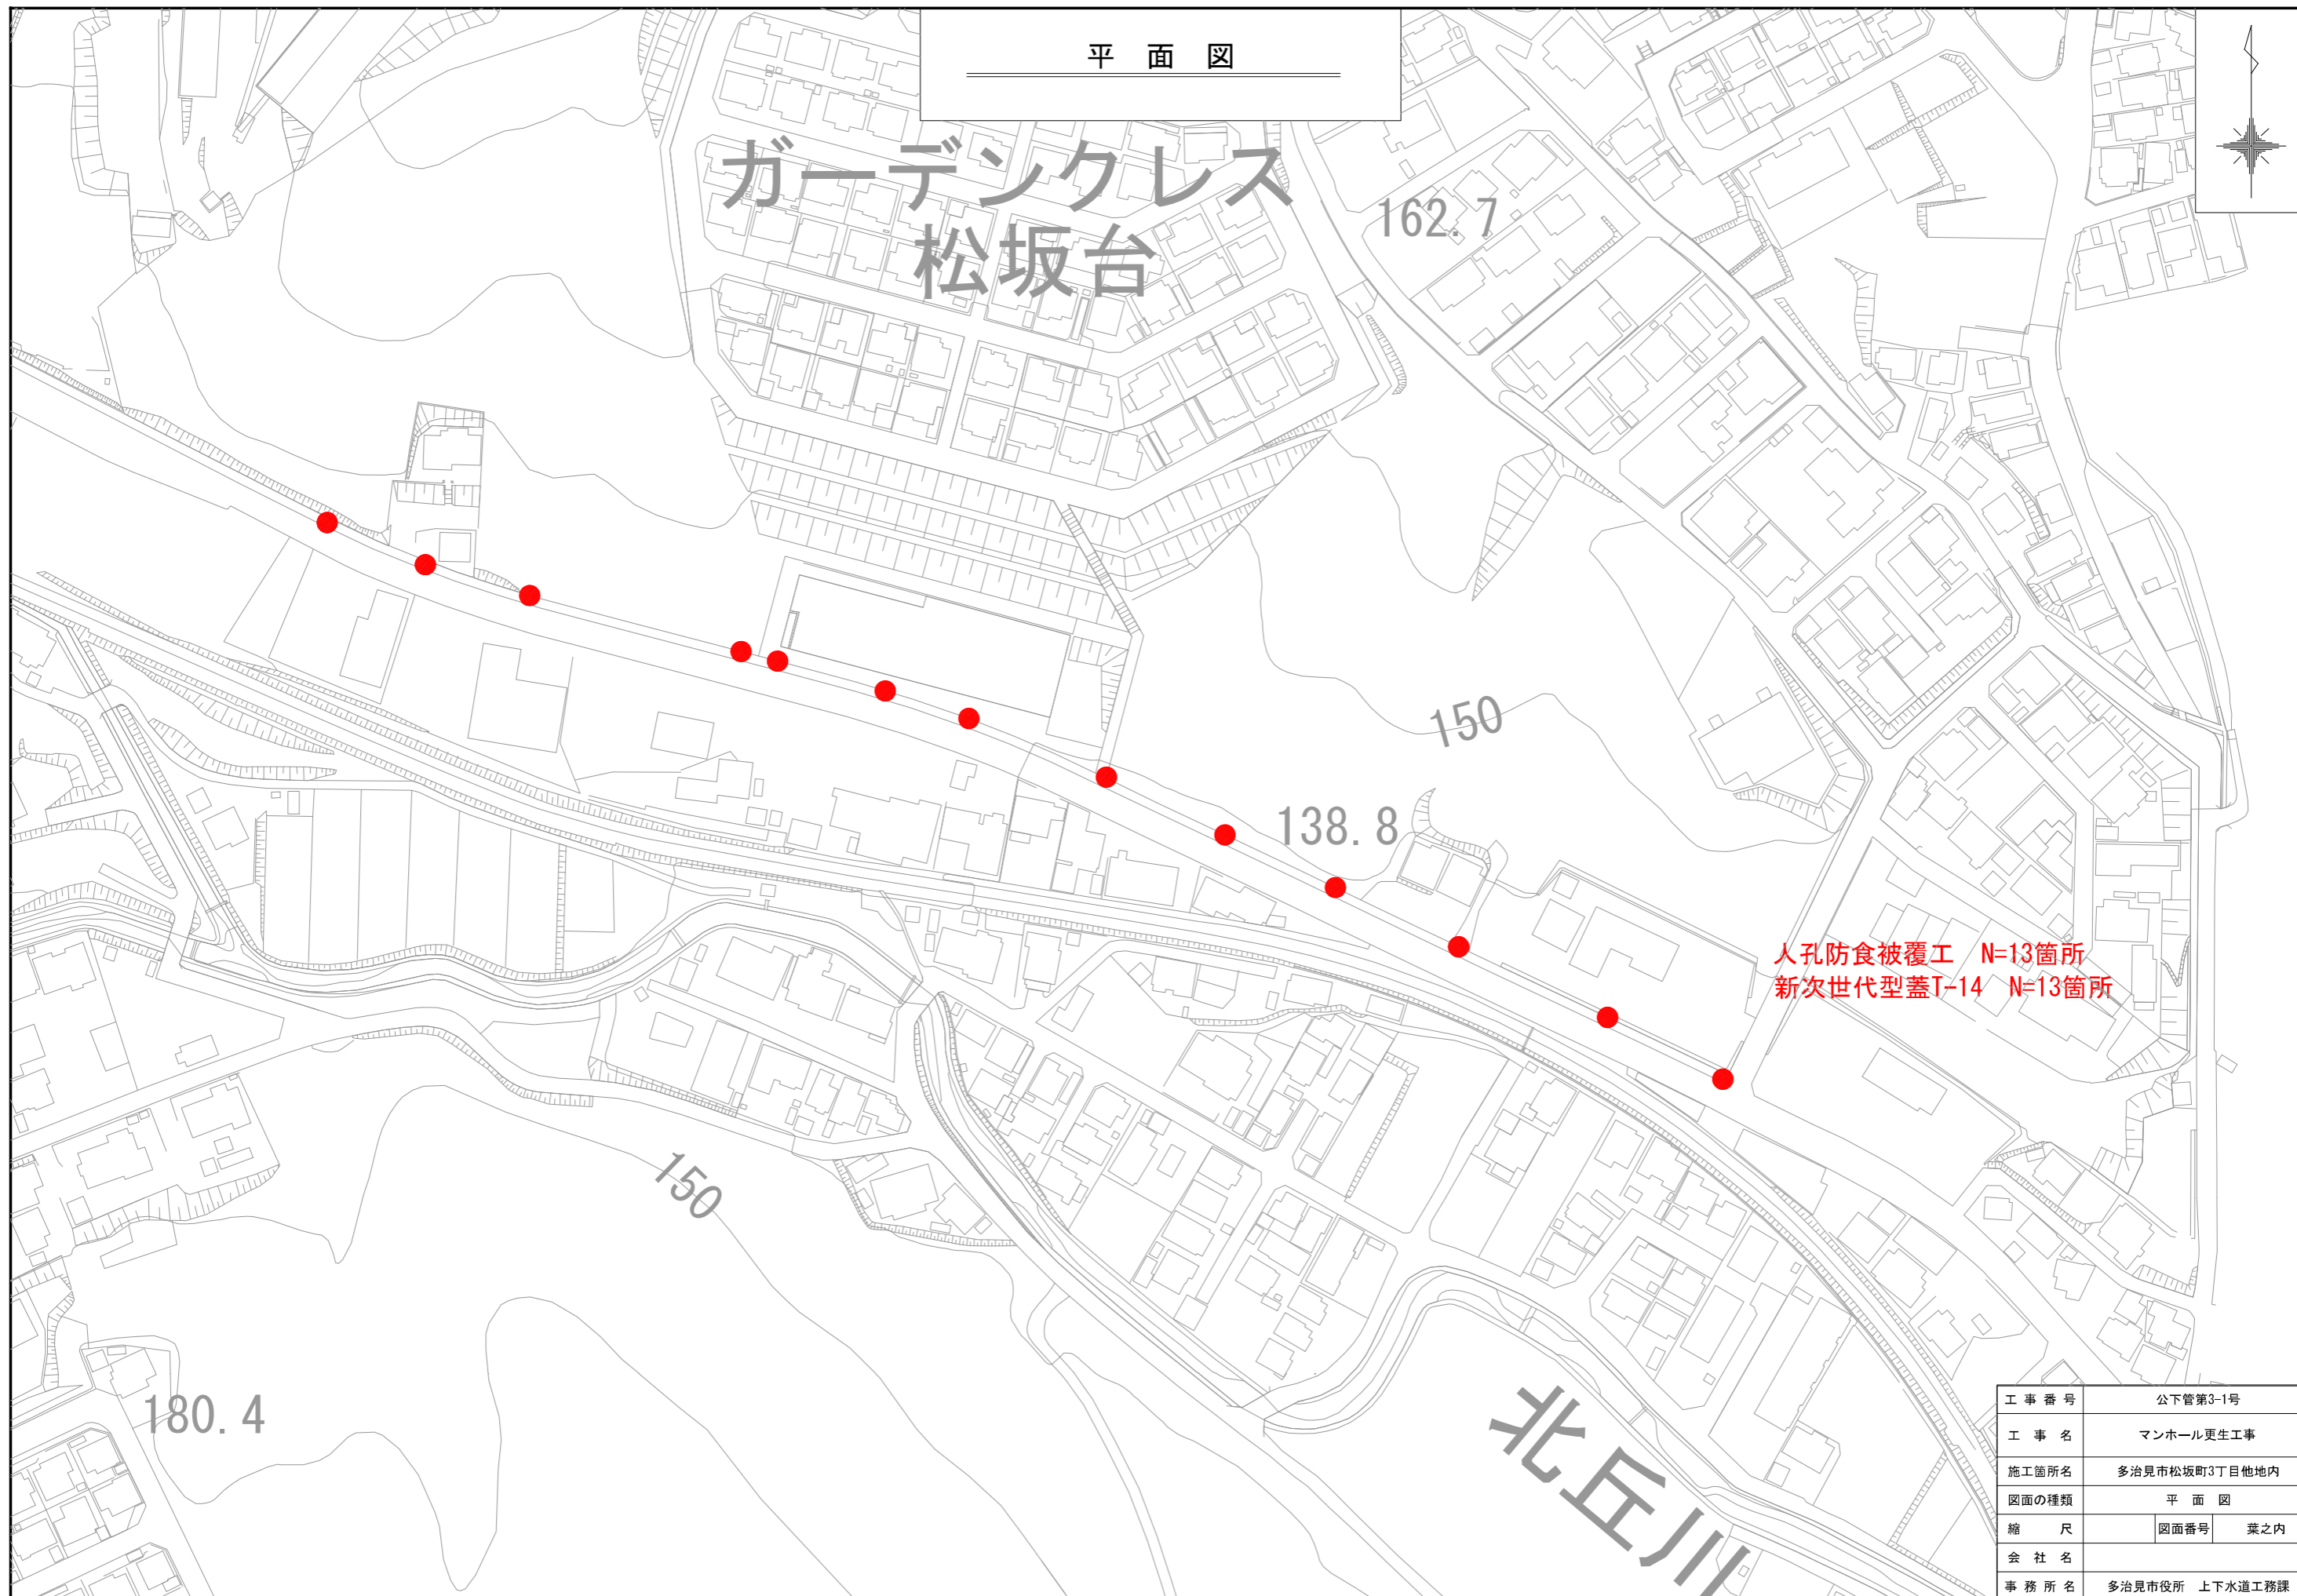 平 面 図
ガーデンクレス
松坂台
162.7
150
138.8
人孔防食被覆工 N=13箇所
新次世代型蓋T-14 N=13箇所
150
180.4
北丘川
工事番号 公下管第3-1号
工事名 マンホール更生工事
施工箇所名 多治見市松坂町3丁目他地内
図面の種類 平 面 図
縮尺 図面番号 葉之内
会社名
事務所名 多治見市役所 上下水道工務課